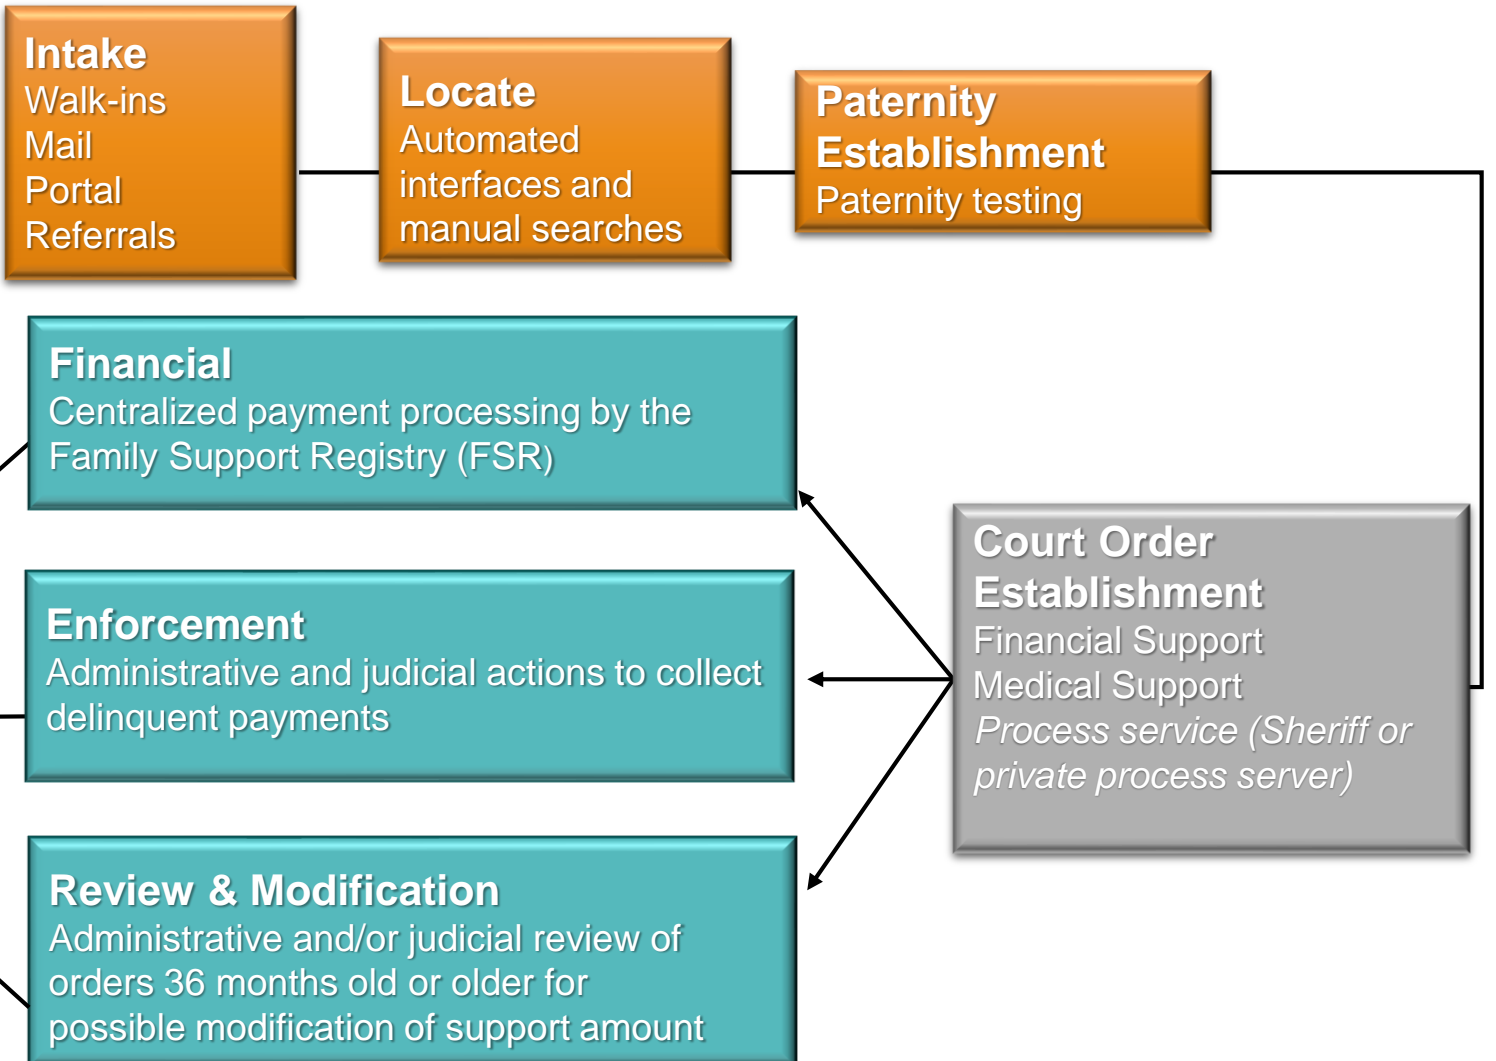 Intake
Walk-ins
Mail
Portal
Referrals
Locate
Automated
interfaces and
manual searches
Paternity
Establishment
Paternity testing
Financial
Centralized payment processing by the
Family Support Registry (FSR)
Enforcement
Administrative and judicial actions to collect
delinquent payments
Review & Modification
Administrative and/or judicial review of
orders 36 months old or older for
possible modification of support amount
Court Order
Establishment
Financial Support
Medical Support
Process service (Sheriff or
private process server)